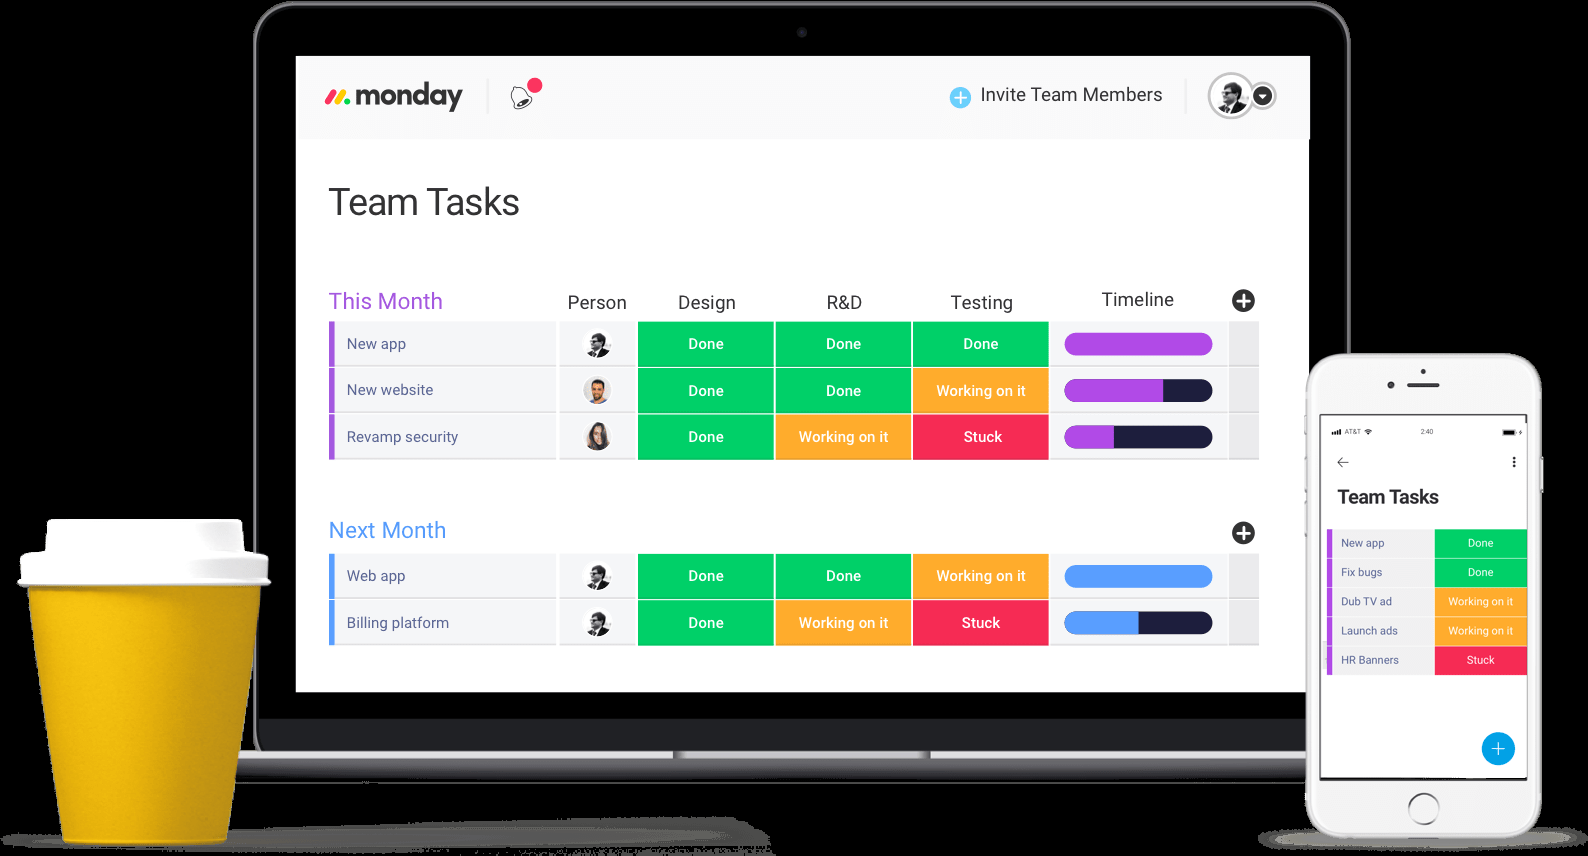 monday
Invite Team Members
Team Tasks
This Month Person Design R&D Testing Timeline
New app Done Done Done
New website Done Done Working on it
Revamp security Done Working on it Stuck
Next Month
Web app Done Done Working on it
Billing platform Done Working on it Stuck
AT&T 2:40
Team Tasks
New app Done
Fix bugs Done
Dub TV ad Working on it
Launch ads Working on it
HR Banners Stuck